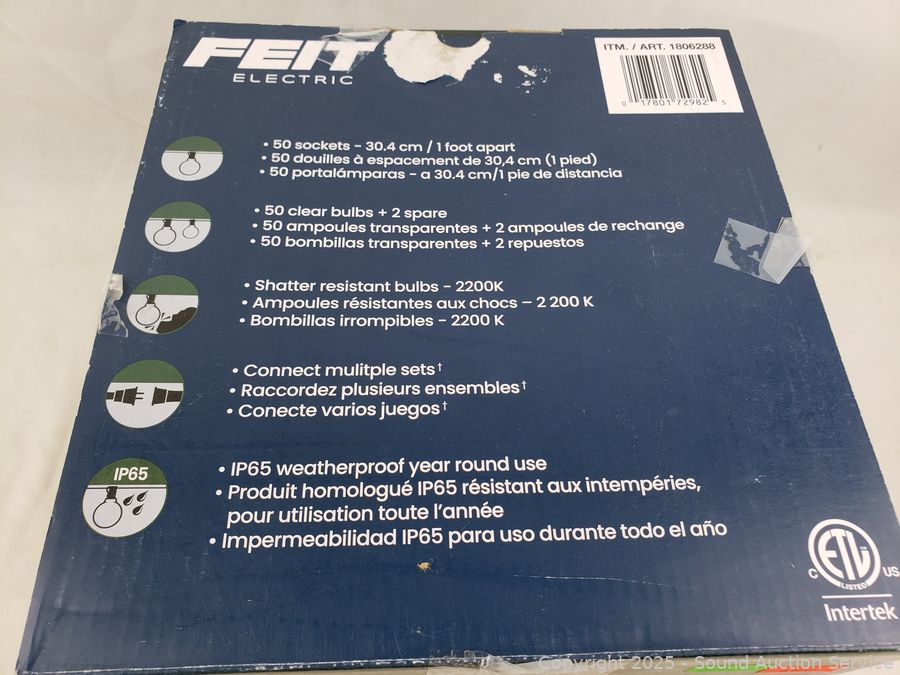 FEIT
ELECTRIC
ITM. / ART. 1806288
0 17801 72982 5
• 50 sockets - 30.4 cm / 1 foot apart
• 50 douilles à espacement de 30,4 cm (1 pied)
• 50 portalámparas - a 30.4 cm/1 pie de distancia
• 50 clear bulbs + 2 spare
• 50 ampoules transparentes + 2 ampoules de rechange
• 50 bombillas transparentes + 2 repuestos
• Shatter resistant bulbs - 2200K
• Ampoules résistantes aux chocs – 2 200 K
• Bombillas irrompibles - 2200 K
• Connect mulitple sets†
• Raccordez plusieurs ensembles†
• Conecte varios juegos†
IP65
• IP65 weatherproof year round use
• Produit homologué IP65 résistant aux intempéries,
pour utilisation toute l'année
• Impermeabilidad IP65 para uso durante todo el año
ETL
C LISTED US
Intertek
Copyright 2025 - Sound Auction Service